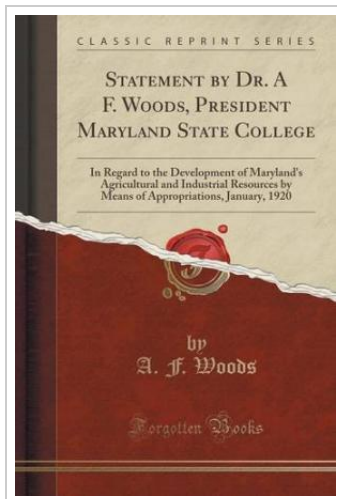 CLASSIC REPRINT SERIES
STATEMENT BY DR. A
F. WOODS, PRESIDENT
MARYLAND STATE COLLEGE
In Regard to the Development of Maryland's
Agricultural and Industrial Resources by
Means of Appropriations, January, 1920
by
A. F. Woods
Forgotten Books